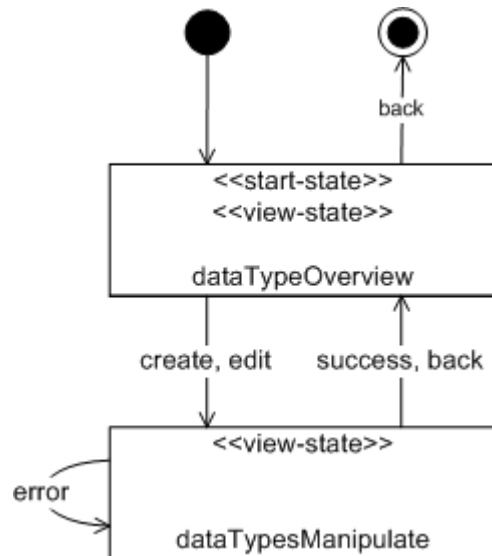 back
<<start-state>>
<<view-state>>
dataTypeOverview
create, edit
success, back
<<view-state>>
error
dataTypesManipulate